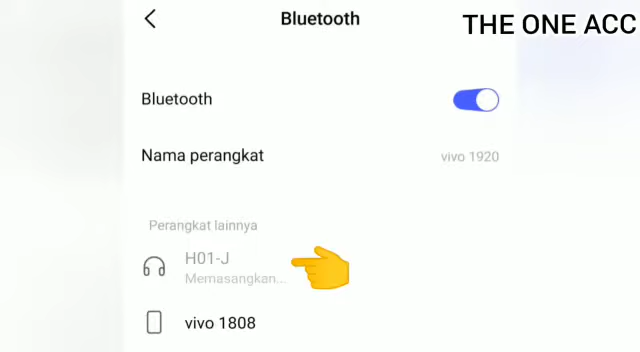 Bluetooth
THE ONE ACC
Bluetooth
Nama perangkat
vivo 1920
Perangkat lainnya
H01-J
Memasangkan...
vivo 1808